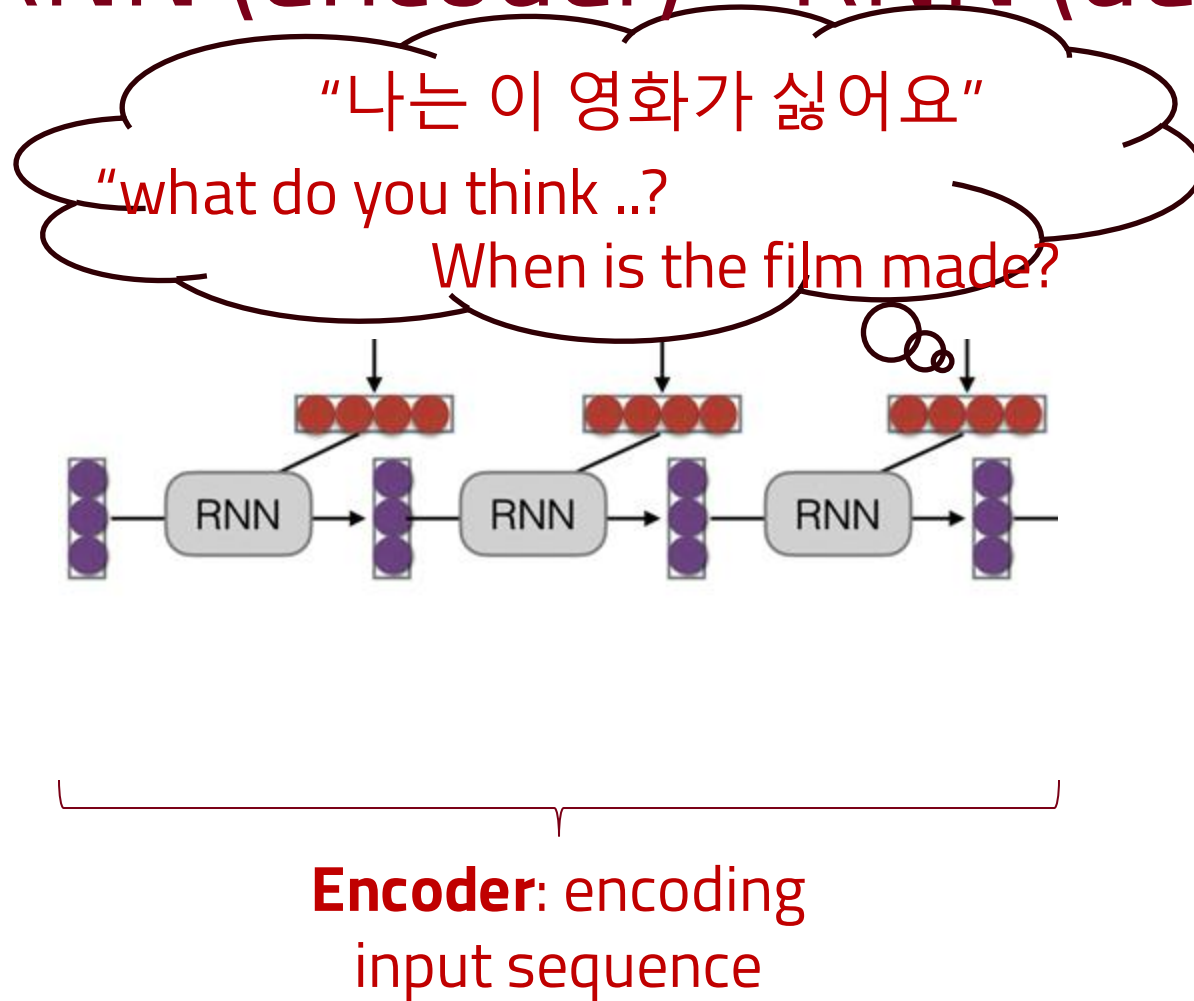 (encoder)
“나는 이 영화가 싫어요”
“what do you think ..?
When is the film made?
RNN RNN RNN
Encoder: encoding
input sequence